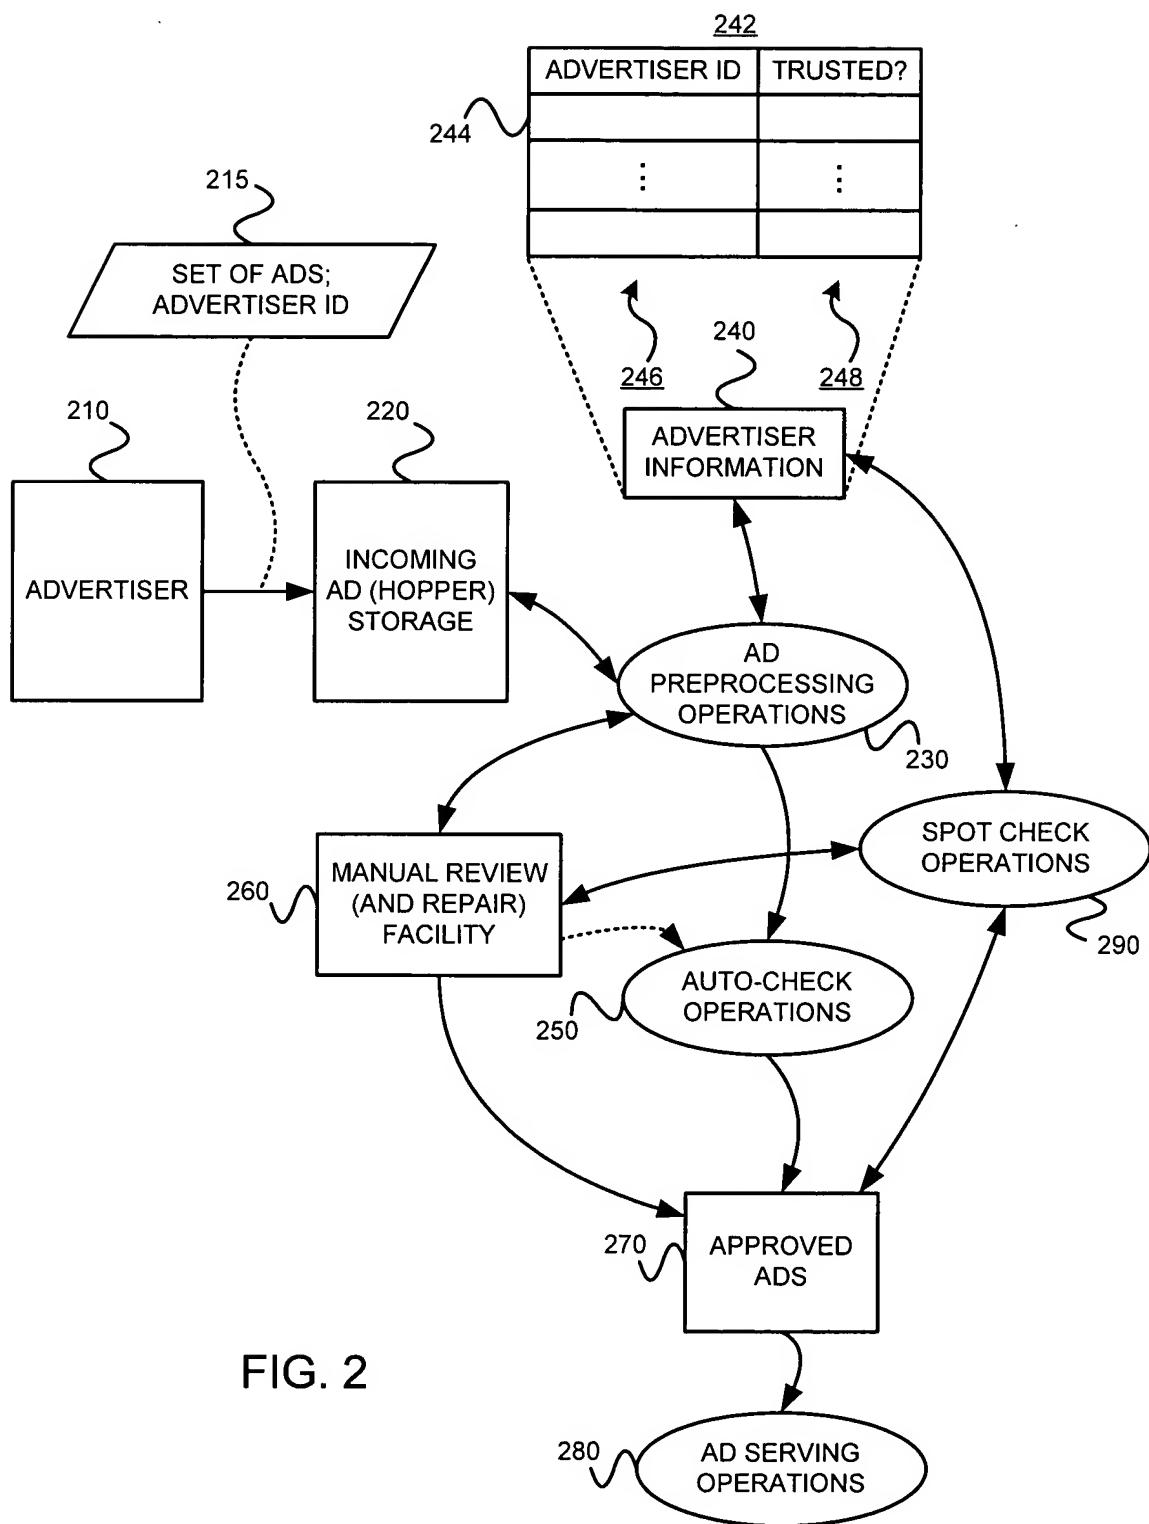 242
ADVERTISER ID TRUSTED?
244
⋮ ⋮
215
SET OF ADS;
ADVERTISER ID
246
248
240
ADVERTISER
INFORMATION
210
220
ADVERTISER
INCOMING
AD (HOPPER)
STORAGE
AD
PREPROCESSING
OPERATIONS
230
SPOT CHECK
OPERATIONS
290
260
MANUAL REVIEW
(AND REPAIR)
FACILITY
AUTO-CHECK
OPERATIONS
250
270
APPROVED
ADS
FIG. 2
280
AD SERVING
OPERATIONS